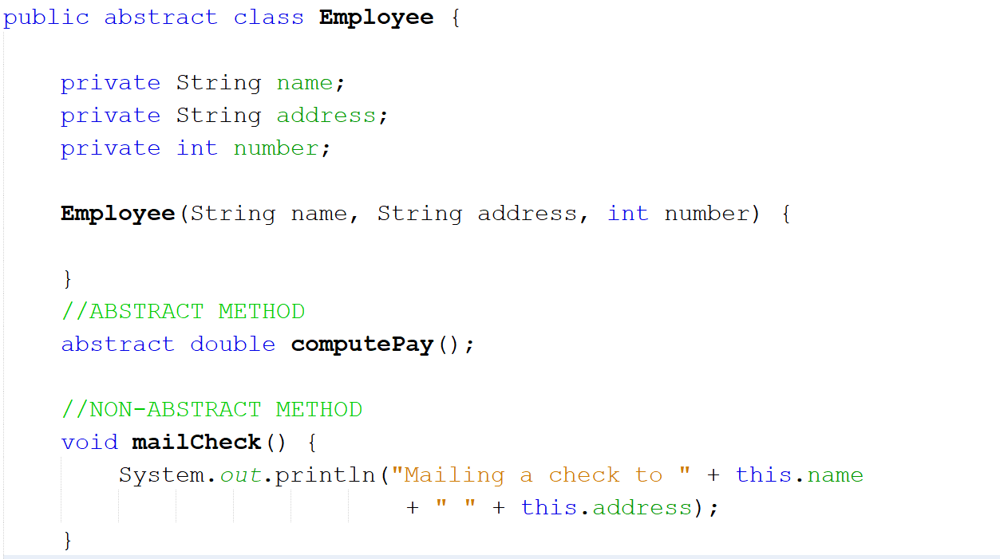 public abstract class Employee {
private String name;
private String address;
private int number;
Employee(String name, String address, int number) {
}
//ABSTRACT METHOD
abstract double computePay();
//NON-ABSTRACT METHOD
void mailCheck() {
System.out.println("Mailing a check to " + this.name
+ " " + this.address);
}